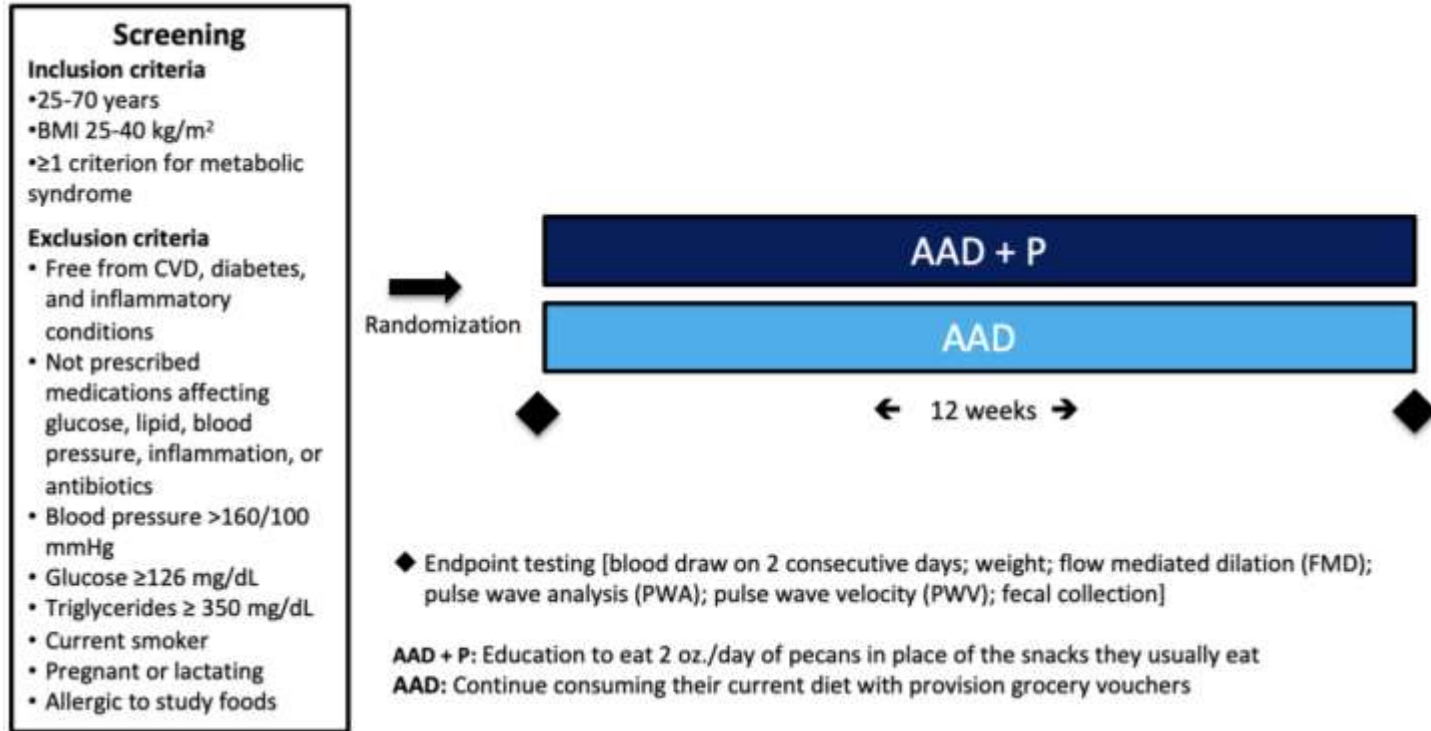 Screening
Inclusion criteria
•25-70 years
•BMI 25-40 kg/m²
•≥1 criterion for metabolic
syndrome
Exclusion criteria
• Free from CVD, diabetes,
and inflammatory
conditions
• Not prescribed
medications affecting
glucose, lipid, blood
pressure, inflammation, or
antibiotics
• Blood pressure >160/100
mmHg
• Glucose ≥126 mg/dL
• Triglycerides ≥ 350 mg/dL
• Current smoker
• Pregnant or lactating
• Allergic to study foods
Randomization
AAD + P
AAD
← 12 weeks →
◆ Endpoint testing [blood draw on 2 consecutive days; weight; flow mediated dilation (FMD);
pulse wave analysis (PWA); pulse wave velocity (PWV); fecal collection]
AAD + P: Education to eat 2 oz./day of pecans in place of the snacks they usually eat
AAD: Continue consuming their current diet with provision grocery vouchers